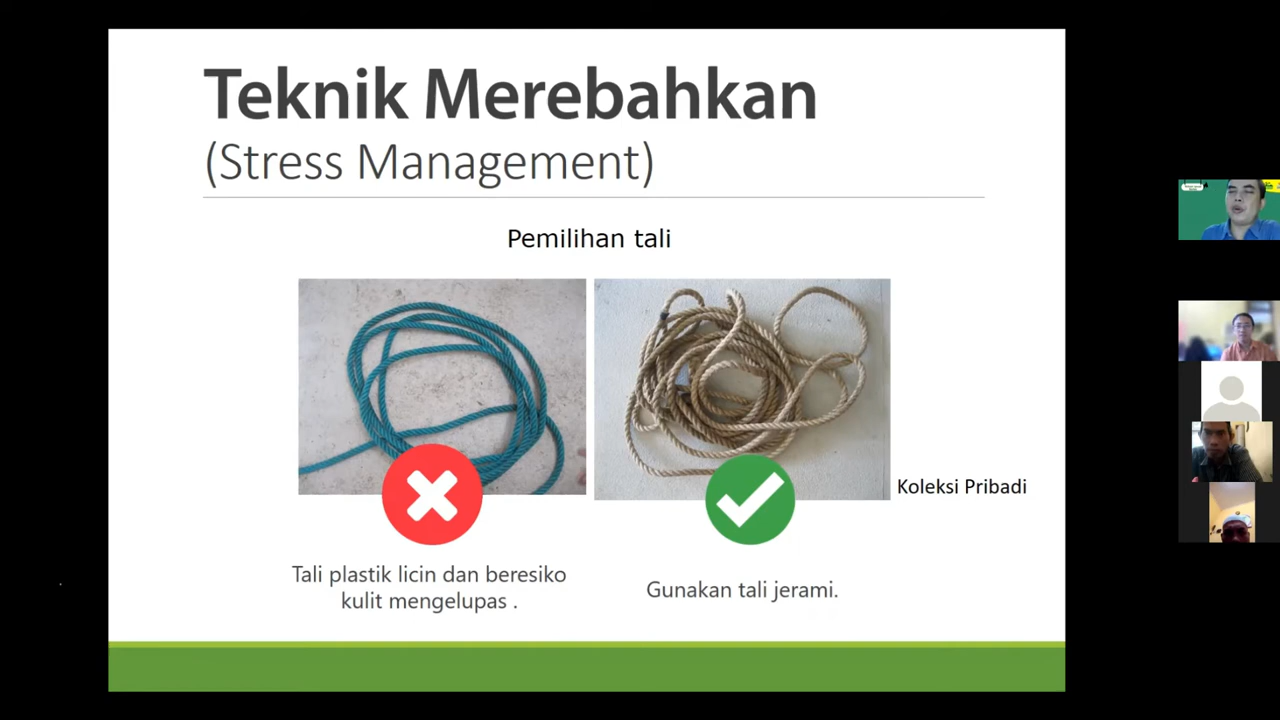 Teknik Merebahkan
(Stress Management)
Pemilihan tali
Koleksi Pribadi
Tali plastik licin dan beresiko
kulit mengelupas .
Gunakan tali jerami.